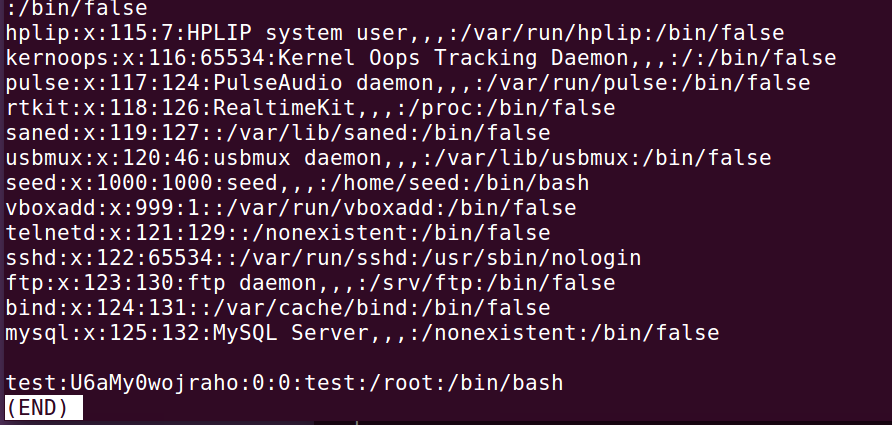 :/bin/false
hplip:x:115:7:HPLIP system user,,,:/var/run/hplip:/bin/false
kernoops:x:116:65534:Kernel Oops Tracking Daemon,,,:/:/bin/false
pulse:x:117:124:PulseAudio daemon,,,:/var/run/pulse:/bin/false
rtkit:x:118:126:RealtimeKit,,,:/proc:/bin/false
saned:x:119:127::/var/lib/saned:/bin/false
usbmux:x:120:46:usbmux daemon,,,:/var/lib/usbmux:/bin/false
seed:x:1000:1000:seed,,,:/home/seed:/bin/bash
vboxadd:x:999:1::/var/run/vboxadd:/bin/false
telnetd:x:121:129::/nonexistent:/bin/false
sshd:x:122:65534::/var/run/sshd:/usr/sbin/nologin
ftp:x:123:130:ftp daemon,,,:/srv/ftp:/bin/false
bind:x:124:131::/var/cache/bind:/bin/false
mysql:x:125:132:MySQL Server,,,:/nonexistent:/bin/false
test:U6aMy0wojraho:0:0:test:/root:/bin/bash
(END)